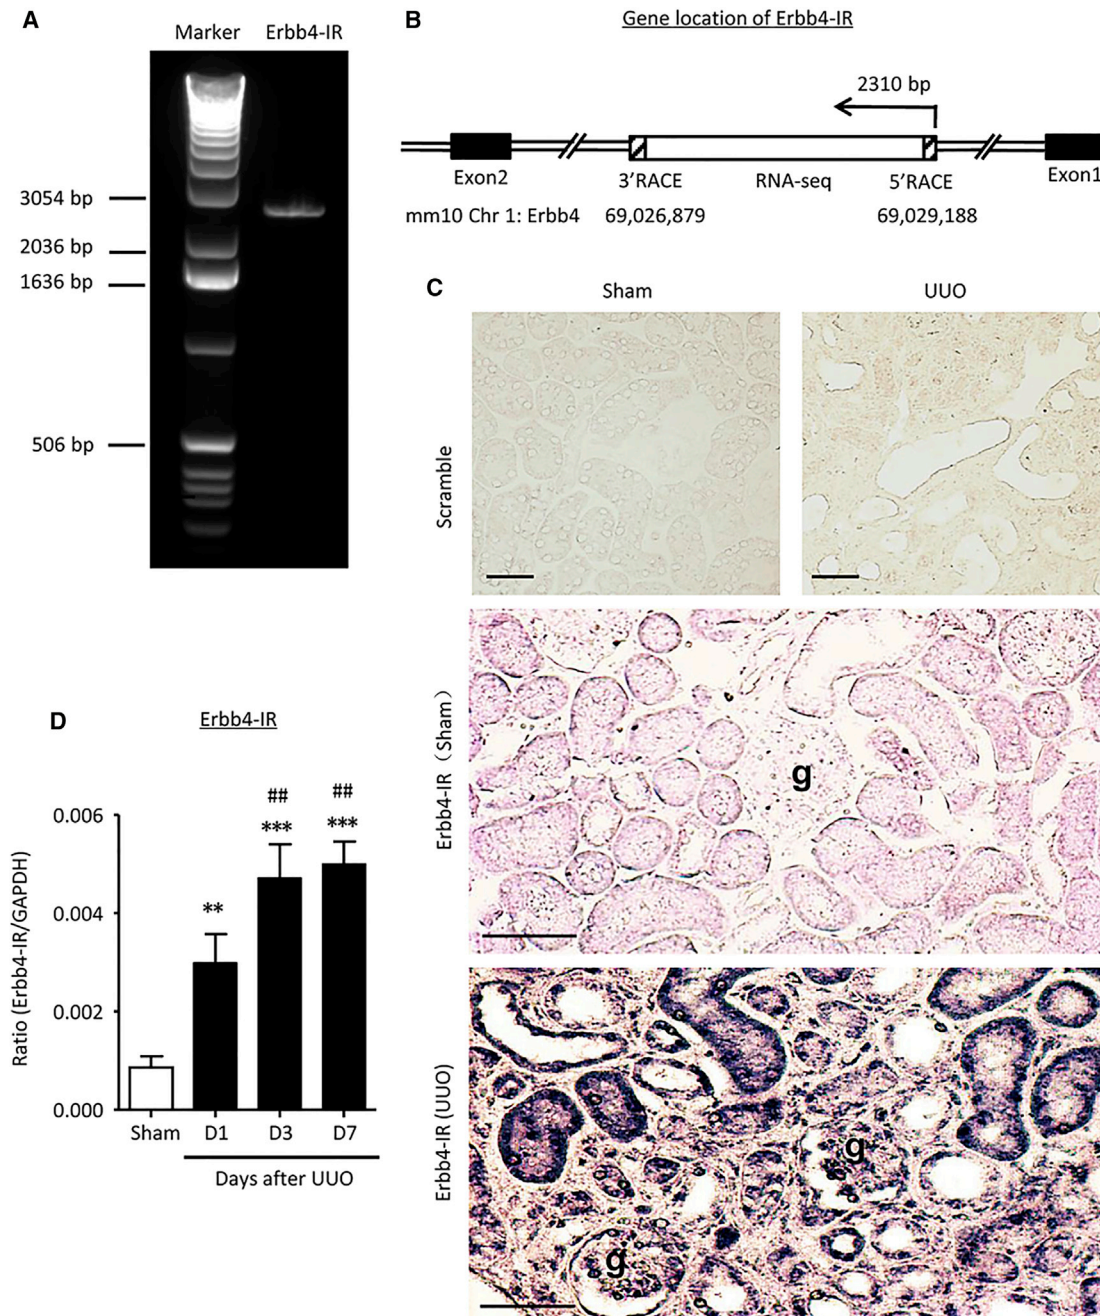 A
Marker Erbb4-IR
3054 bp
2036 bp
1636 bp
506 bp
B
Gene location of Erbb4-IR
2310 bp
Exon2 3'RACE RNA-seq 5'RACE Exon1
mm10 Chr 1: Erbb4 69,026,879 69,029,188
C
Sham UUO
Scramble
Erbb4-IR (Sham)
g
Erbb4-IR (UUO)
g
g
D
Erbb4-IR
Ratio (Erbb4-IR/GAPDH)
0.006
0.004
0.002
0.000
** *** ***
## ##
Sham D1 D3 D7
Days after UUO